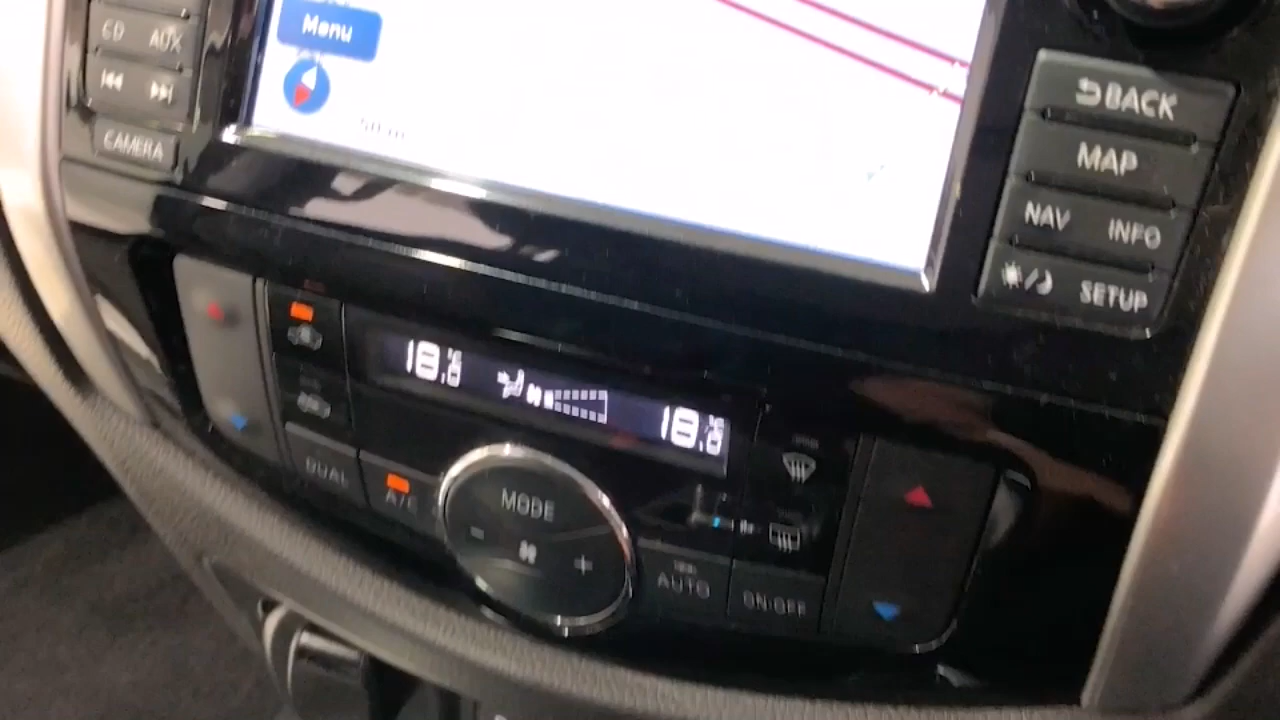 Menu
CD AUX
CAMERA
BACK
MAP
NAV INFO
SETUP
18.0
18.0
DUAL
A/C
MODE
- +
AUTO
ON·OFF